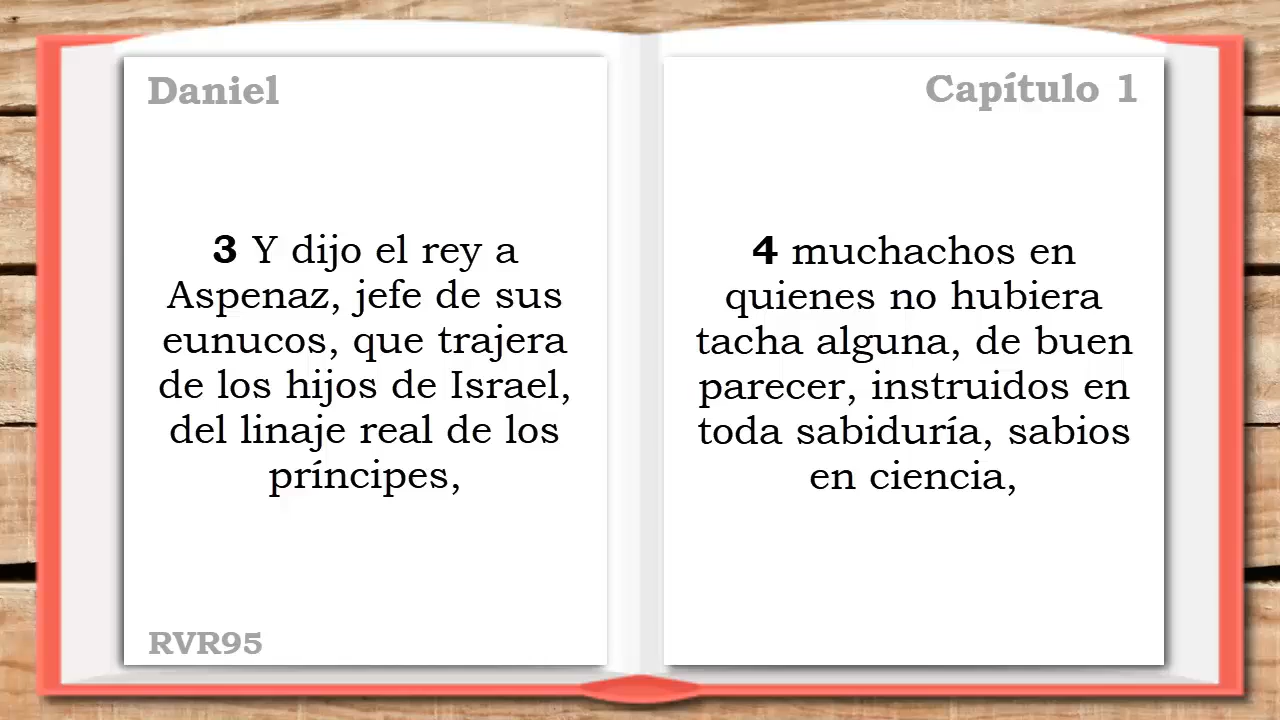 Daniel
3 Y dijo el rey a
Aspenaz, jefe de sus
eunucos, que trajera
de los hijos de Israel,
del linaje real de los
príncipes,
RVR95
Capítulo 1
4 muchachos en
quienes no hubiera
tacha alguna, de buen
parecer, instruidos en
toda sabiduría, sabios
en ciencia,